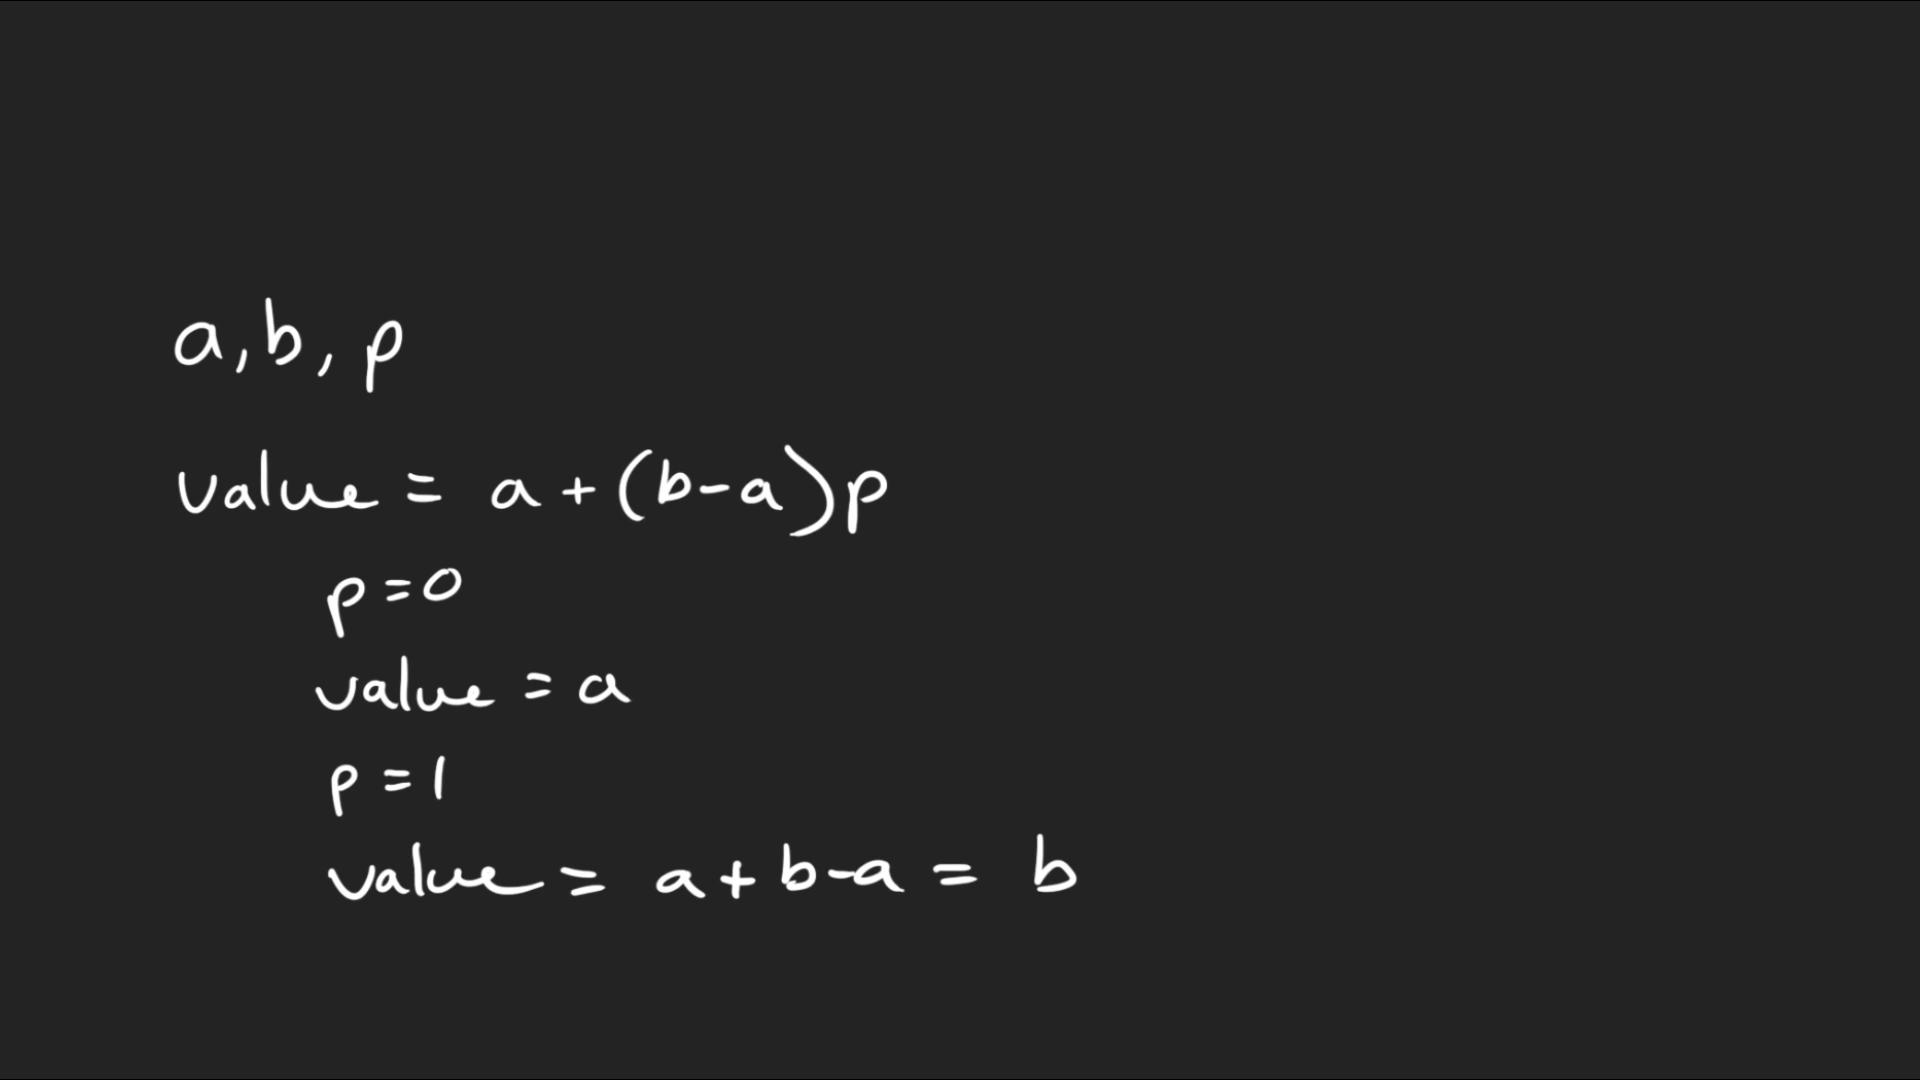 a, b, p
value = a + (b-a)p
p = 0
value = a
p = 1
value = a + b - a = b